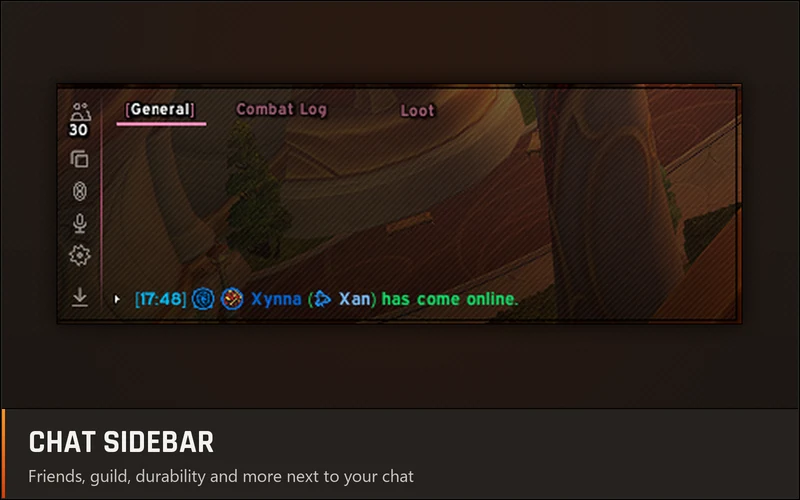 [General] Combat Log Loot
30
[17:48] Xynna (Xan) has come online.
CHAT SIDEBAR
Friends, guild, durability and more next to your chat